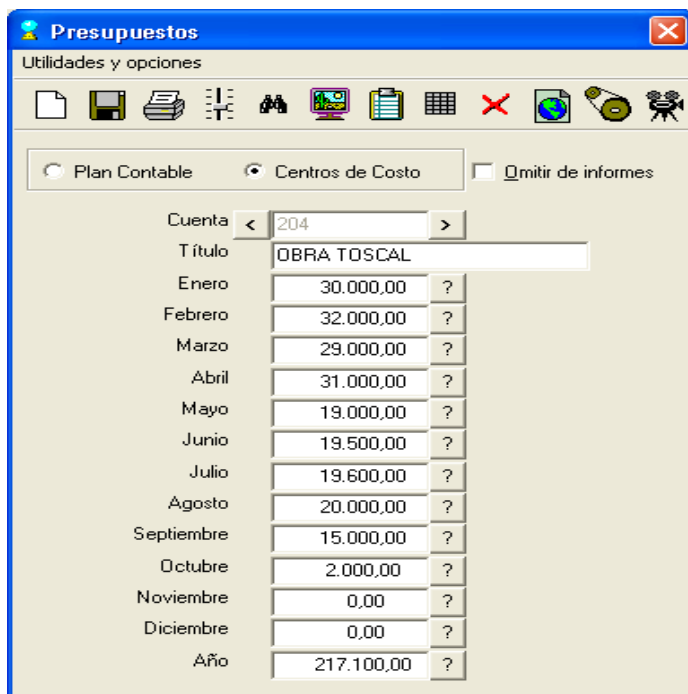 Presupuestos
Utilidades y opciones
Plan Contable Centros de Costo Omitir de informes
Cuenta < 204 >
Título OBRA TOSCAL
Enero 30.000,00 ?
Febrero 32.000,00 ?
Marzo 29.000,00 ?
Abril 31.000,00 ?
Mayo 19.000,00 ?
Junio 19.500,00 ?
Julio 19.600,00 ?
Agosto 20.000,00 ?
Septiembre 15.000,00 ?
Octubre 2.000,00 ?
Noviembre 0,00 ?
Diciembre 0,00 ?
Año 217.100,00 ?